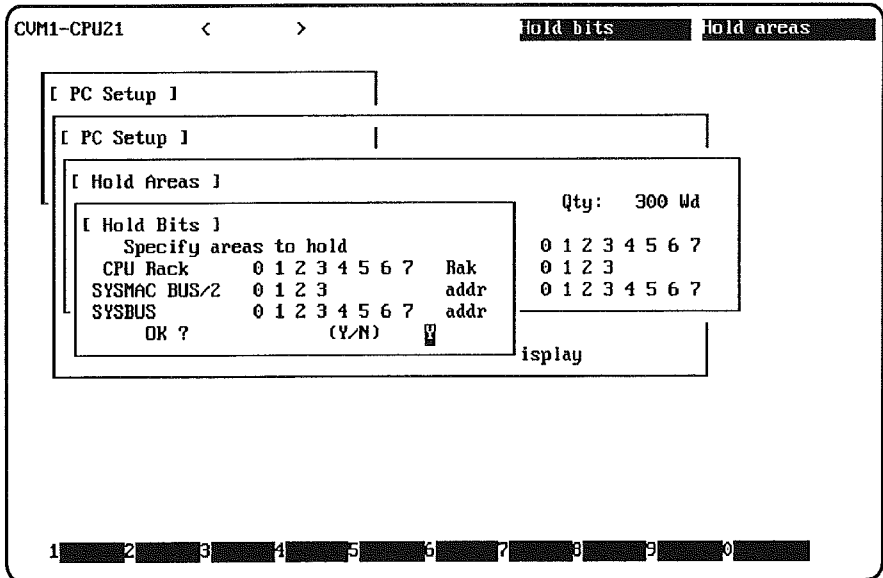 CVM1-CPU21 < > Hold bits Hold areas
[ PC Setup ]
[ PC Setup ]
[ Hold Areas ]
Qty: 300 Wd
[ Hold Bits ]
Specify areas to hold 0 1 2 3 4 5 6 7
CPU Rack 0 1 2 3 4 5 6 7 Rak 0 1 2 3
SYSMAC BUS/2 0 1 2 3 addr 0 1 2 3 4 5 6 7
SYSBUS 0 1 2 3 4 5 6 7 addr
OK ? (Y/N) Y
isplay
1 2 3 4 5 6 7 8 9 0